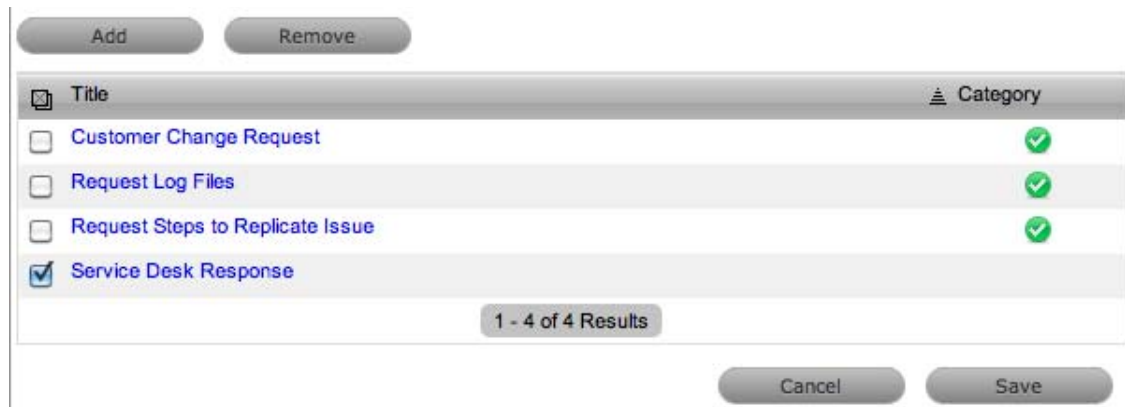 Add Remove
Title Category
Customer Change Request
Request Log Files
Request Steps to Replicate Issue
Service Desk Response
1 - 4 of 4 Results
Cancel Save